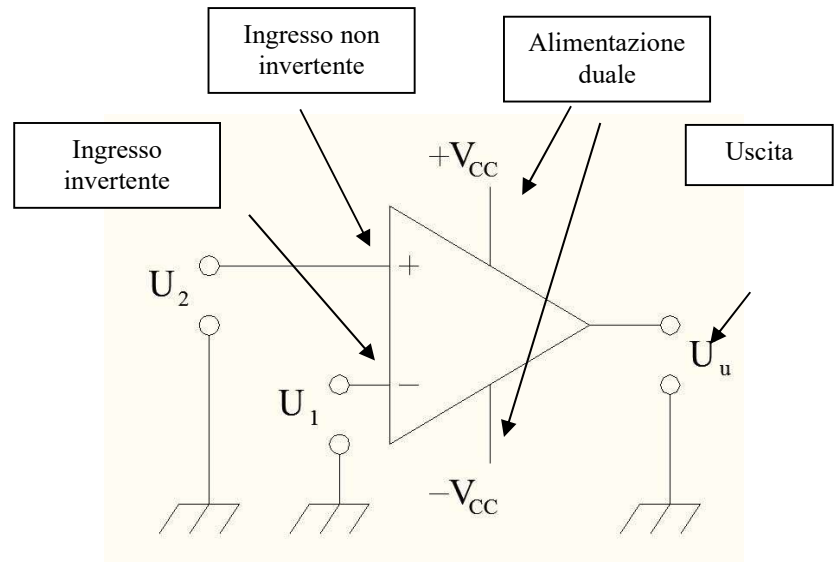 Ingresso non
invertente
Alimentazione
duale
Ingresso
invertente
Uscita
+VCC
U2
+
U1
−
Uu
−VCC